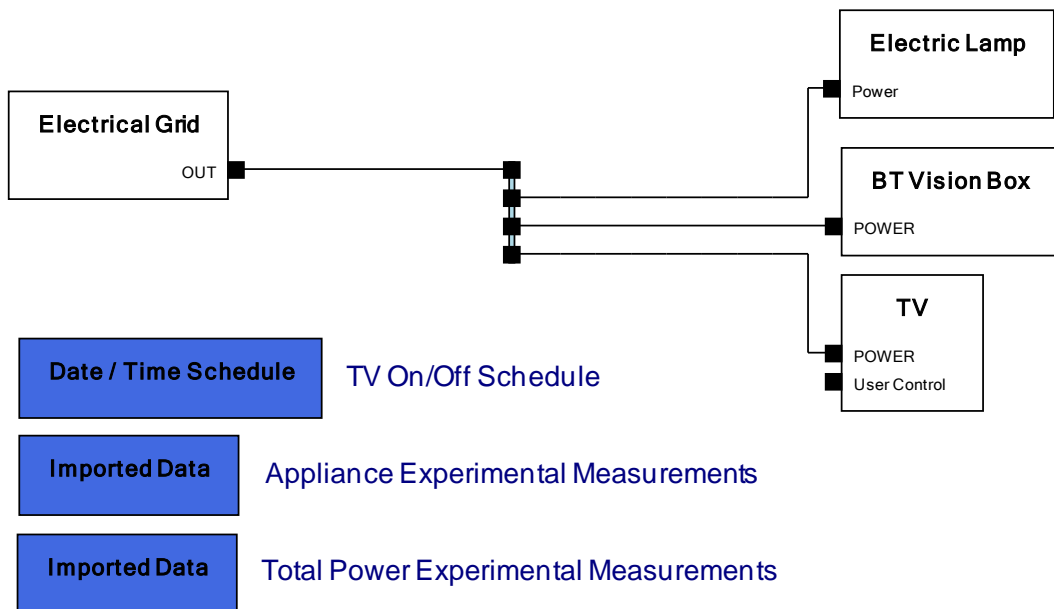 Electric Lamp
Power
Electrical Grid
OUT
BT Vision Box
POWER
TV
POWER
User Control
Date / Time Schedule
TV On/Off Schedule
Imported Data
Appliance Experimental Measurements
Imported Data
Total Power Experimental Measurements